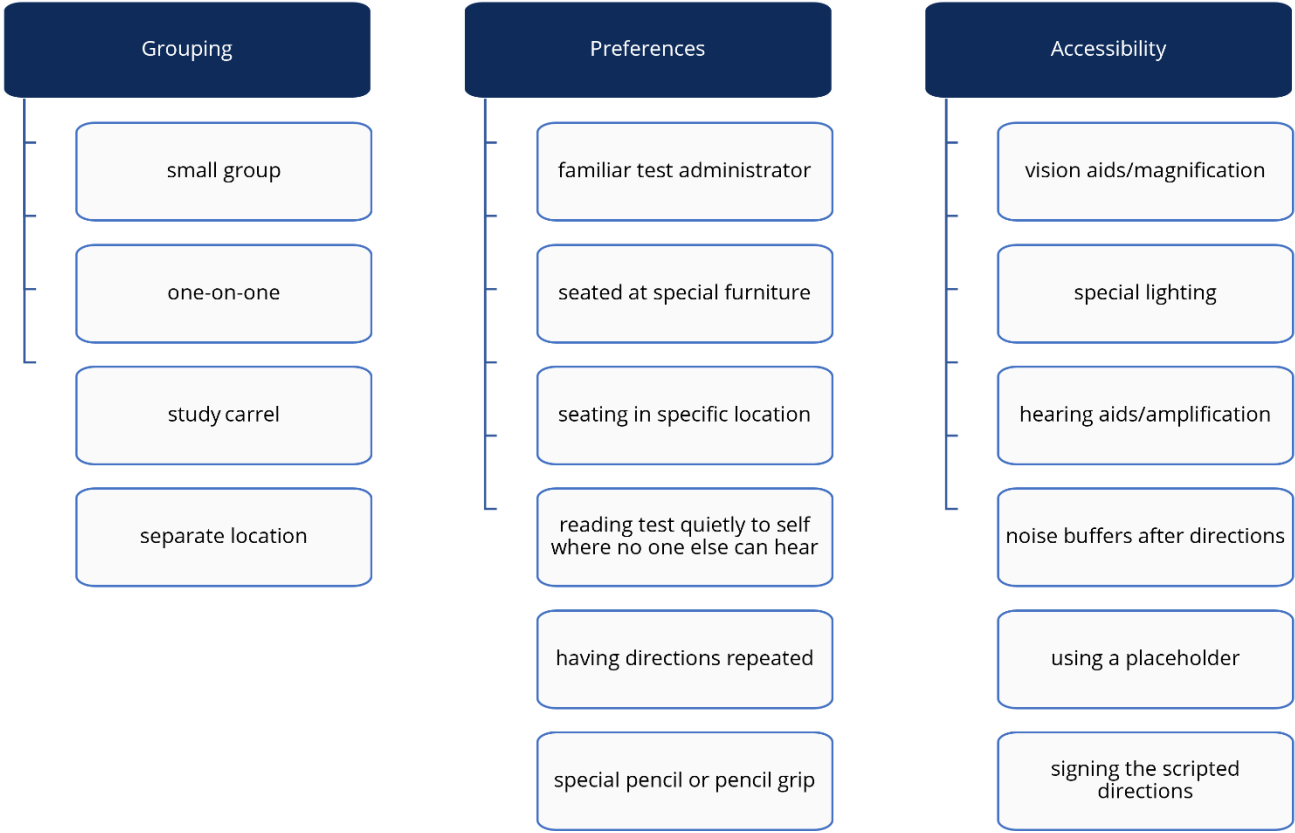 Grouping
small group
one-on-one
study carrel
separate location
Preferences
familiar test administrator
seated at special furniture
seating in specific location
reading test quietly to self
where no one else can hear
having directions repeated
special pencil or pencil grip
Accessibility
vision aids/magnification
special lighting
hearing aids/amplification
noise buffers after directions
using a placeholder
signing the scripted
directions